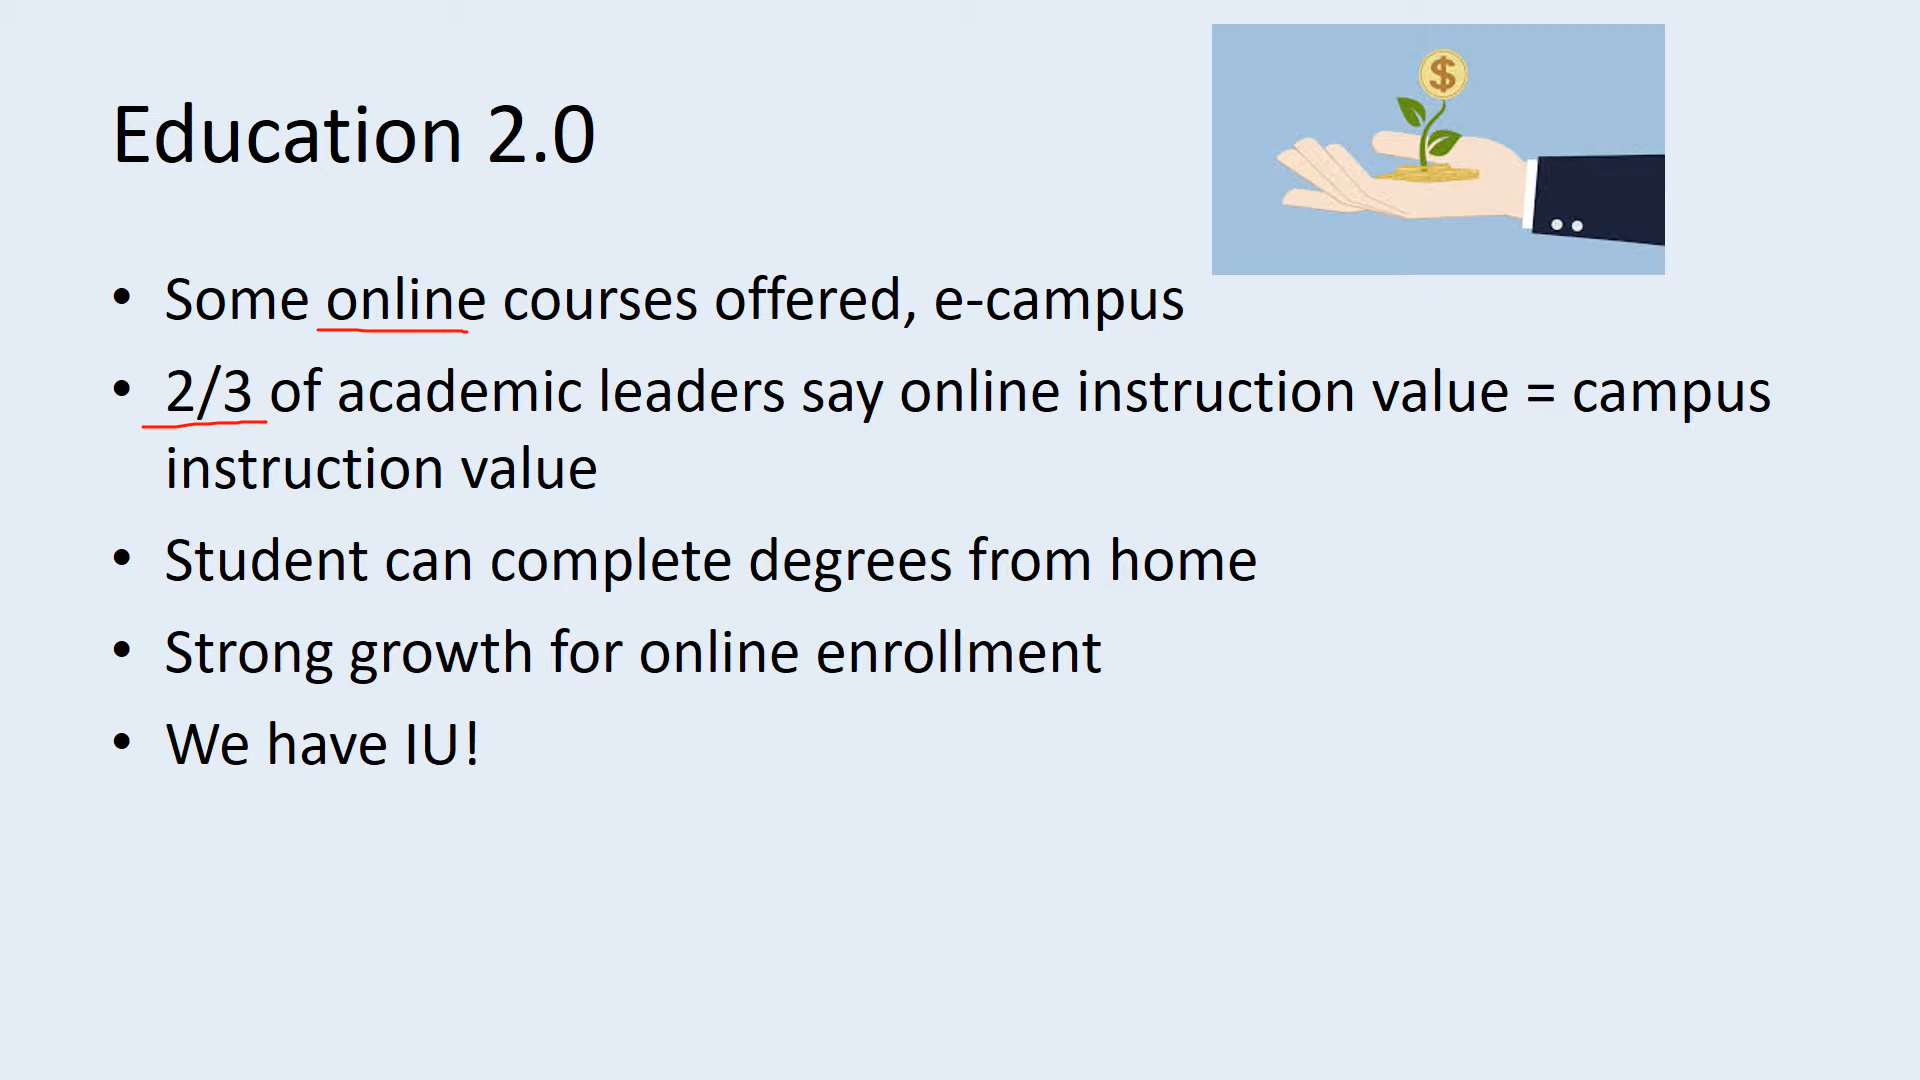 Education 2.0
$
• Some online courses offered, e-campus
• 2/3 of academic leaders say online instruction value = campus
instruction value
• Student can complete degrees from home
• Strong growth for online enrollment
• We have IU!